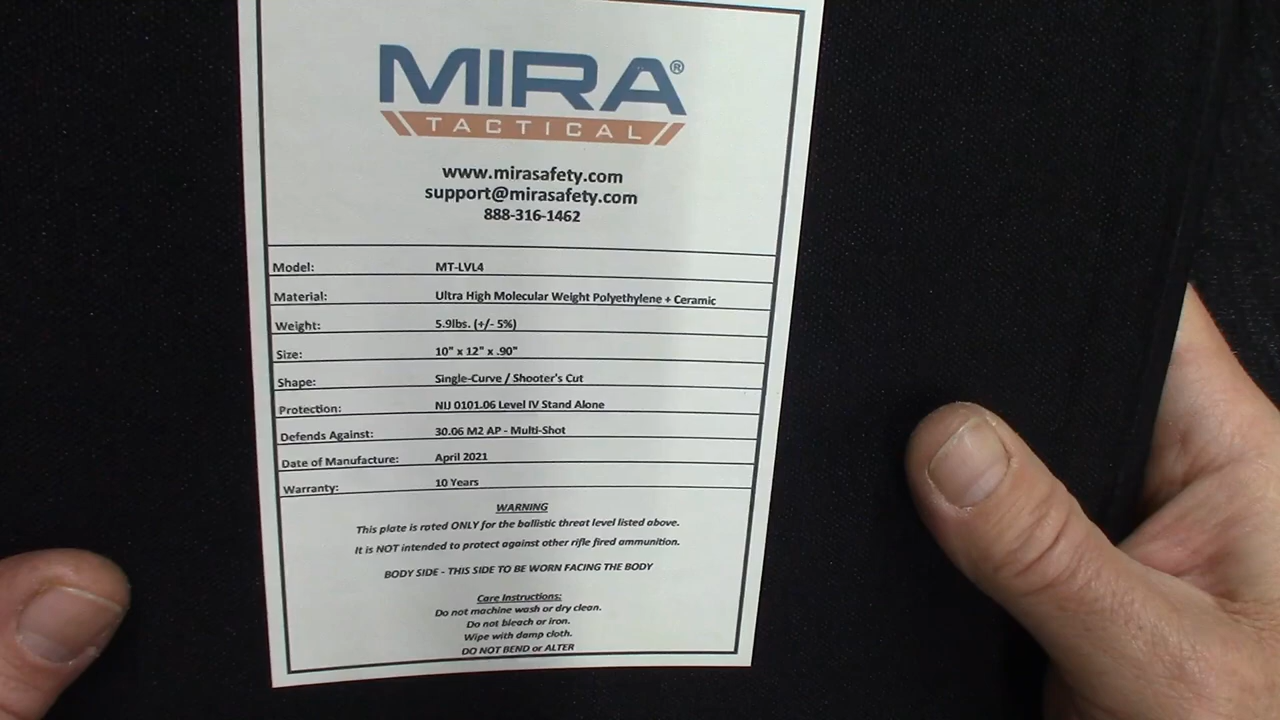 MIRA®
TACTICAL
www.mirasafety.com
support@mirasafety.com
888-316-1462
Model: MT-LVL4
Material: Ultra High Molecular Weight Polyethylene + Ceramic
Weight: 5.9lbs. (+/- 5%)
Size: 10" x 12" x .90"
Shape: Single-Curve / Shooter's Cut
Protection: NIJ 0101.06 Level IV Stand Alone
Defends Against: 30.06 M2 AP - Multi-Shot
Date of Manufacture: April 2021
Warranty: 10 Years
WARNING
This plate is rated ONLY for the ballistic threat level listed above.
It is NOT intended to protect against other rifle fired ammunition.
BODY SIDE - THIS SIDE TO BE WORN FACING THE BODY
Care Instructions:
Do not machine wash or dry clean.
Do not bleach or iron.
Wipe with damp cloth.
DO NOT BEND or ALTER